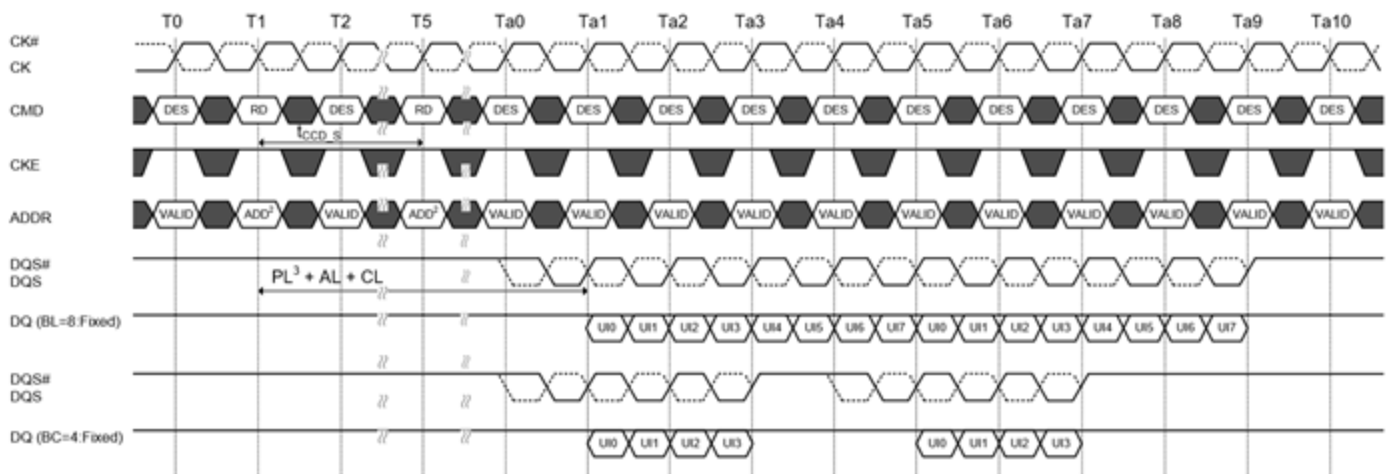 T0 T1 T2 T5 Ta0 Ta1 Ta2 Ta3 Ta4 Ta5 Ta6 Ta7 Ta8 Ta9 Ta10
CK#
CK
CMD DES RD DES RD DES DES DES DES DES DES DES DES DES DES DES
tCCD_S
CKE
ADDR VALID ADD² VALID ADD² VALID VALID VALID VALID VALID VALID VALID VALID VALID VALID VALID
DQS#
DQS
PL³ + AL + CL
DQ (BL=8:Fixed) UI0 UI1 UI2 UI3 UI4 UI5 UI6 UI7 UI0 UI1 UI2 UI3 UI4 UI5 UI6 UI7
DQS#
DQS
DQ (BC=4:Fixed) UI0 UI1 UI2 UI3 UI0 UI1 UI2 UI3